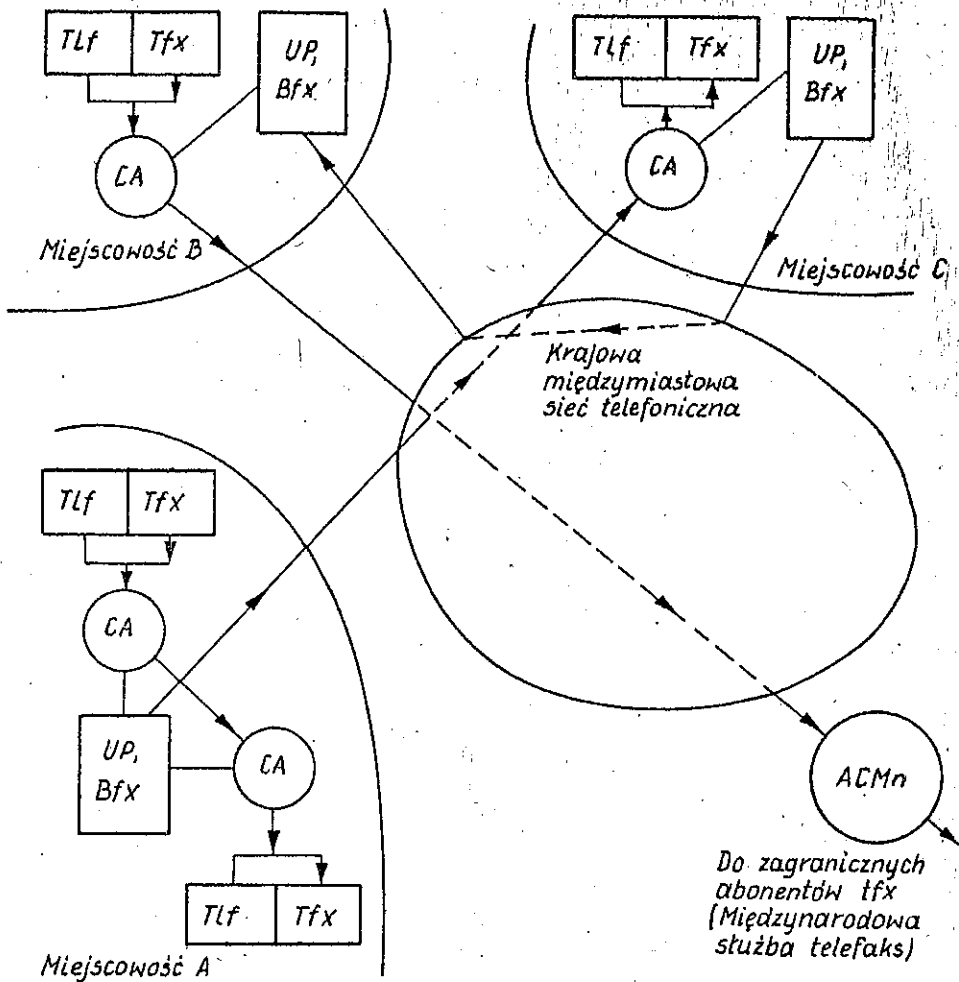 Tlf Tfx
UP,
Bfx
CA
Miejscowość B
Tlf Tfx
UP,
Bfx
CA
Miejscowość C
Krajowa
międzymiastowa
sieć telefoniczna
Tlf Tfx
CA
UP,
Bfx
CA
Tlf Tfx
Miejscowość A
ACMn
Do zagranicznych
abonentów tfx
(Międzynarodowa
służba telefaks)